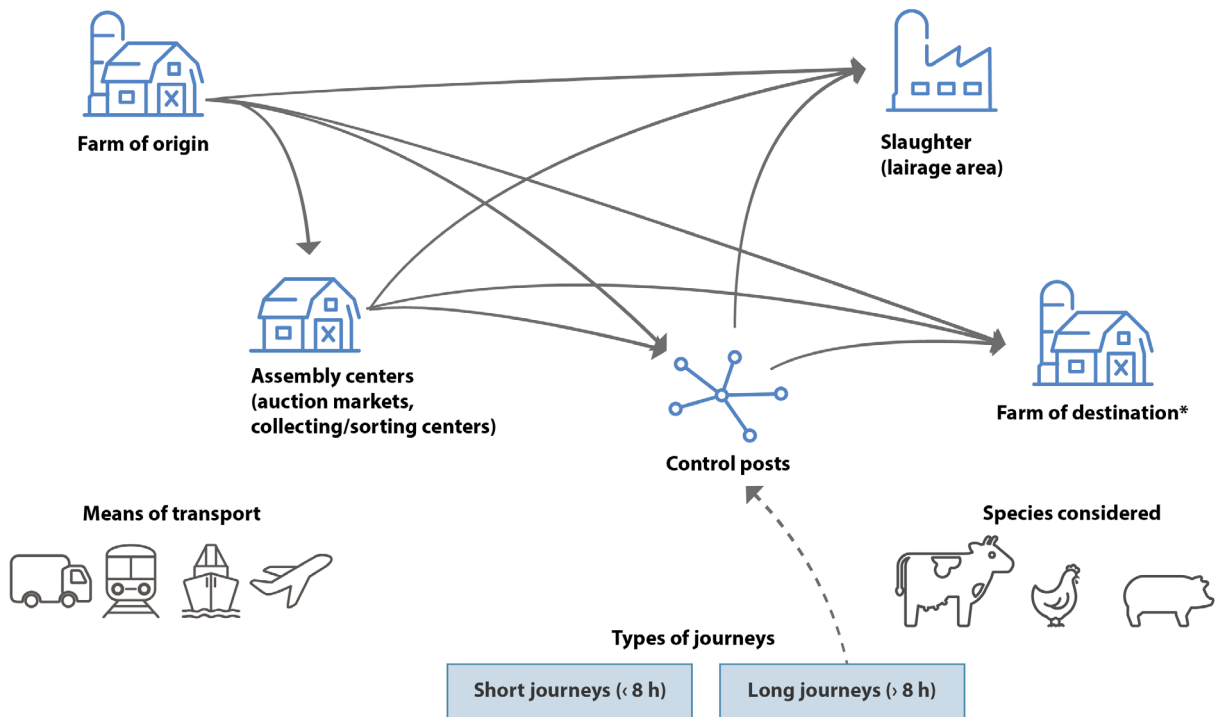 Farm of origin
Slaughter
(lairage area)
Assembly centers
(auction markets,
collecting/sorting centers)
Farm of destination*
Control posts
Means of transport
Species considered
Types of journeys
Short journeys (‹ 8 h)
Long journeys (› 8 h)